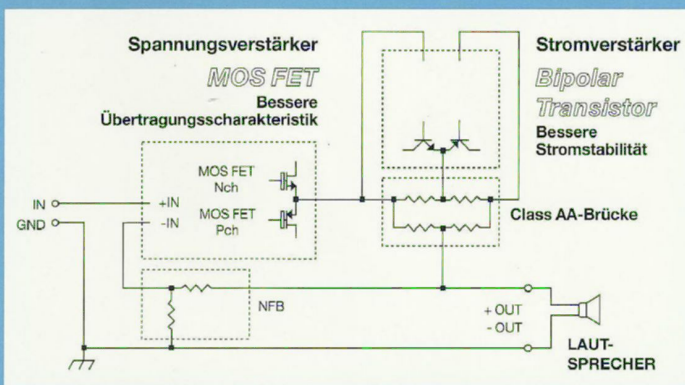 Spannungsverstärker
MOS FET
Bessere
Übertragungsscharakteristik
Stromverstärker
Bipolar
Transistor
Bessere
Stromstabilität
MOS FET
Nch
MOS FET
Pch
IN
GND
+IN
-IN
Class AA-Brücke
NFB
+ OUT
- OUT
LAUT-
SPRECHER